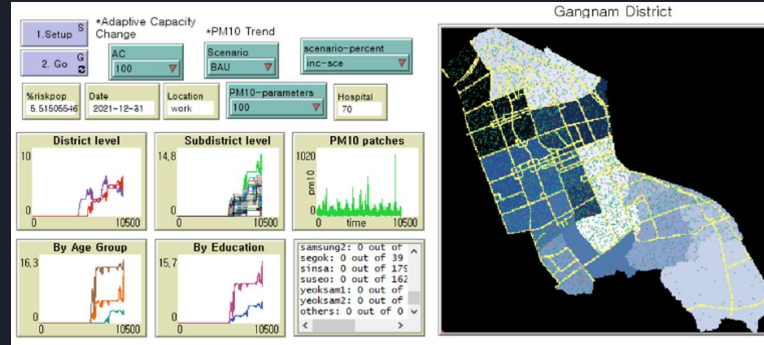 Gangnam District
*Adaptive Capacity Change
*PM10 Trend
1.Setup S
2. Go G
AC
100
Scenario
BAU
scenario-percent
inc-sce
%riskpop
5.51505546
Date
2021-12-31
Location
work
PM10-parameters
100
Hospital
70
District level
10
0
0
10500
Subdistrict level
14,8
0
0
10500
PM10 patches
1020
pm10
0
0
time
10500
By Age Group
16,3
0
0
10500
By Education
15,7
0
0
10500
samsung2: 0 out of
segok: 0 out of 39
sinsa: 0 out of 179
suseo: 0 out of 162
yeoksam1: 0 out of
yeoksam2: 0 out of
others: 0 out of 0